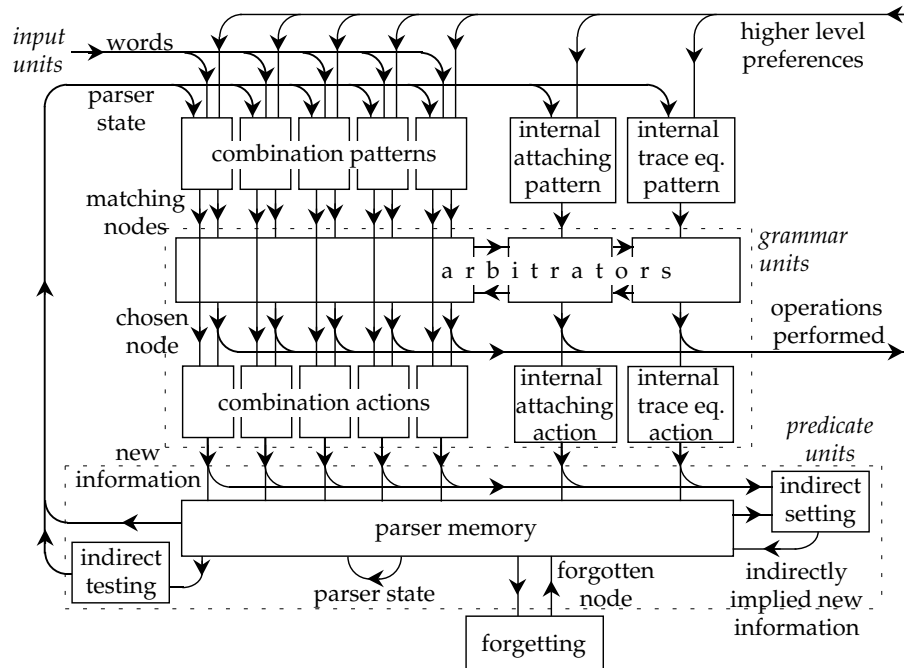 input
units
words
higher level
preferences
parser
state
combination patterns
internal
attaching
pattern
internal
trace eq.
pattern
matching
nodes
grammar
units
arbitrators
chosen
node
operations
performed
combination actions
internal
attaching
action
internal
trace eq.
action
new
information
predicate
units
indirect
setting
parser memory
indirect
testing
parser state
forgotten
node
indirectly
implied new
information
forgetting